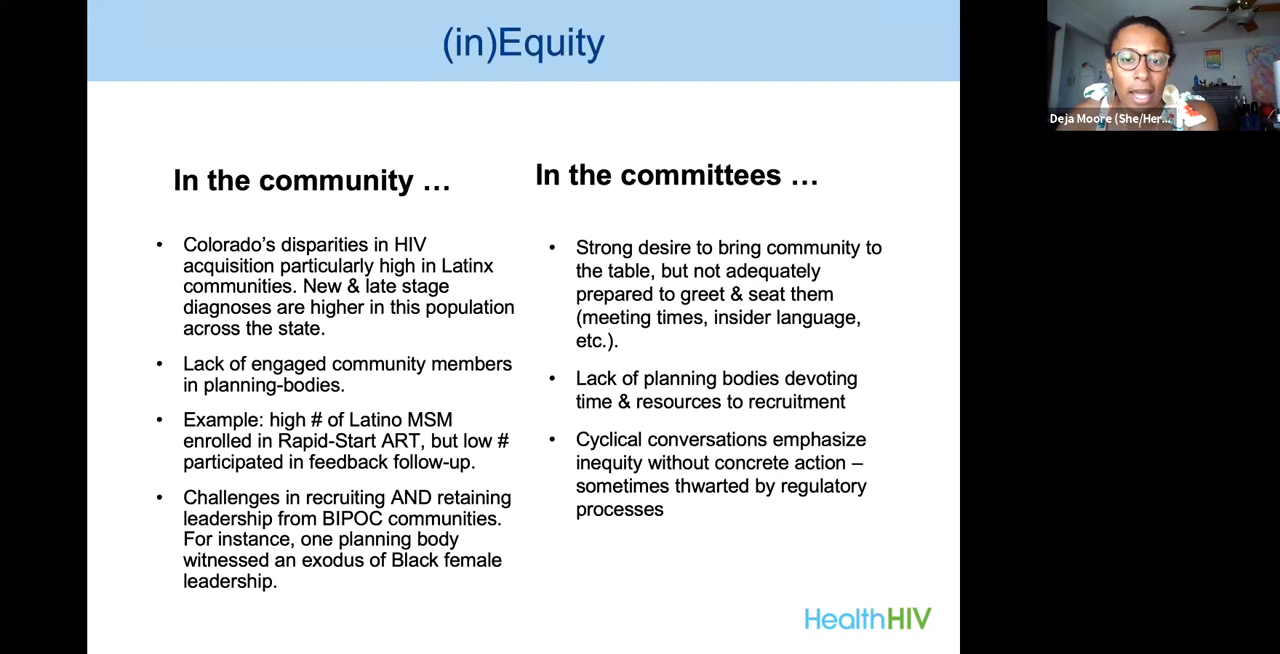 (in)Equity
In the community …
• Colorado’s disparities in HIV
acquisition particularly high in Latinx
communities. New & late stage
diagnoses are higher in this population
across the state.
• Lack of engaged community members
in planning-bodies.
• Example: high # of Latino MSM
enrolled in Rapid-Start ART, but low #
participated in feedback follow-up.
• Challenges in recruiting AND retaining
leadership from BIPOC communities.
For instance, one planning body
witnessed an exodus of Black female
leadership.
In the committees …
• Strong desire to bring community to
the table, but not adequately
prepared to greet & seat them
(meeting times, insider language,
etc.).
• Lack of planning bodies devoting
time & resources to recruitment
• Cyclical conversations emphasize
inequity without concrete action –
sometimes thwarted by regulatory
processes
HealthHIV
Deja Moore (She/Her...